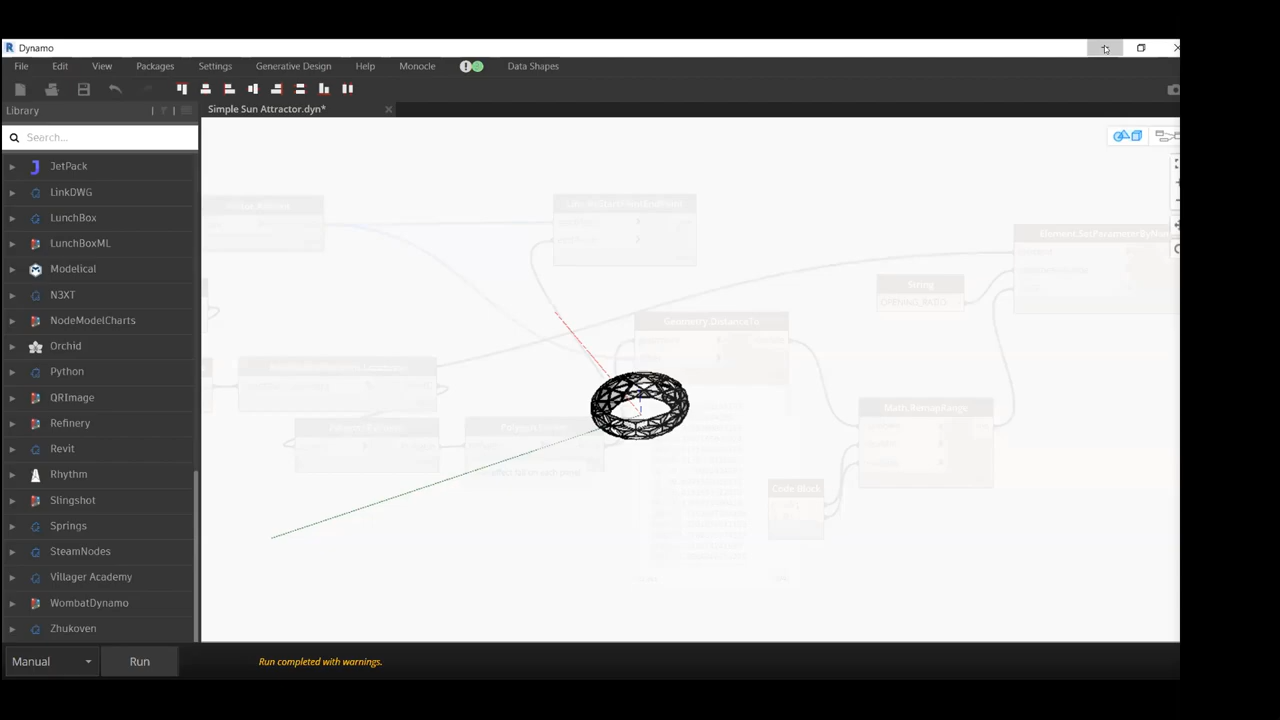 Dynamo
File Edit View Packages Settings Generative Design Help Monocle Data Shapes
Library
Simple Sun Attractor.dyn*
Search...
JetPack
LinkDWG
LunchBox
LunchBoxML
Modelical
N3XT
NodeModelCharts
Orchid
Python
QRImage
Refinery
Revit
Rhythm
Slingshot
Springs
SteamNodes
Villager Academy
WombatDynamo
Zhukoven
String
Geometry.DistanceTo
Math.RemapRange
Code Block
Manual
Run
Run completed with warnings.